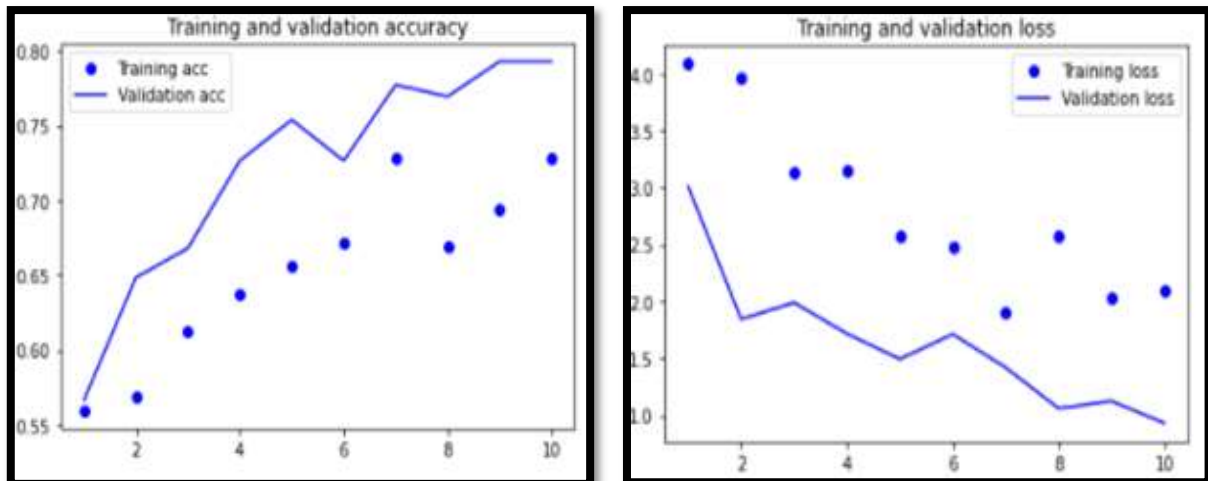 Training and validation accuracy
0.80
0.75
0.70
0.65
0.60
0.55
Training acc
Validation acc
2 4 6 8 10
Training and validation loss
4.0
3.5
3.0
2.5
2.0
1.5
1.0
Training loss
Validation loss
2 4 6 8 10